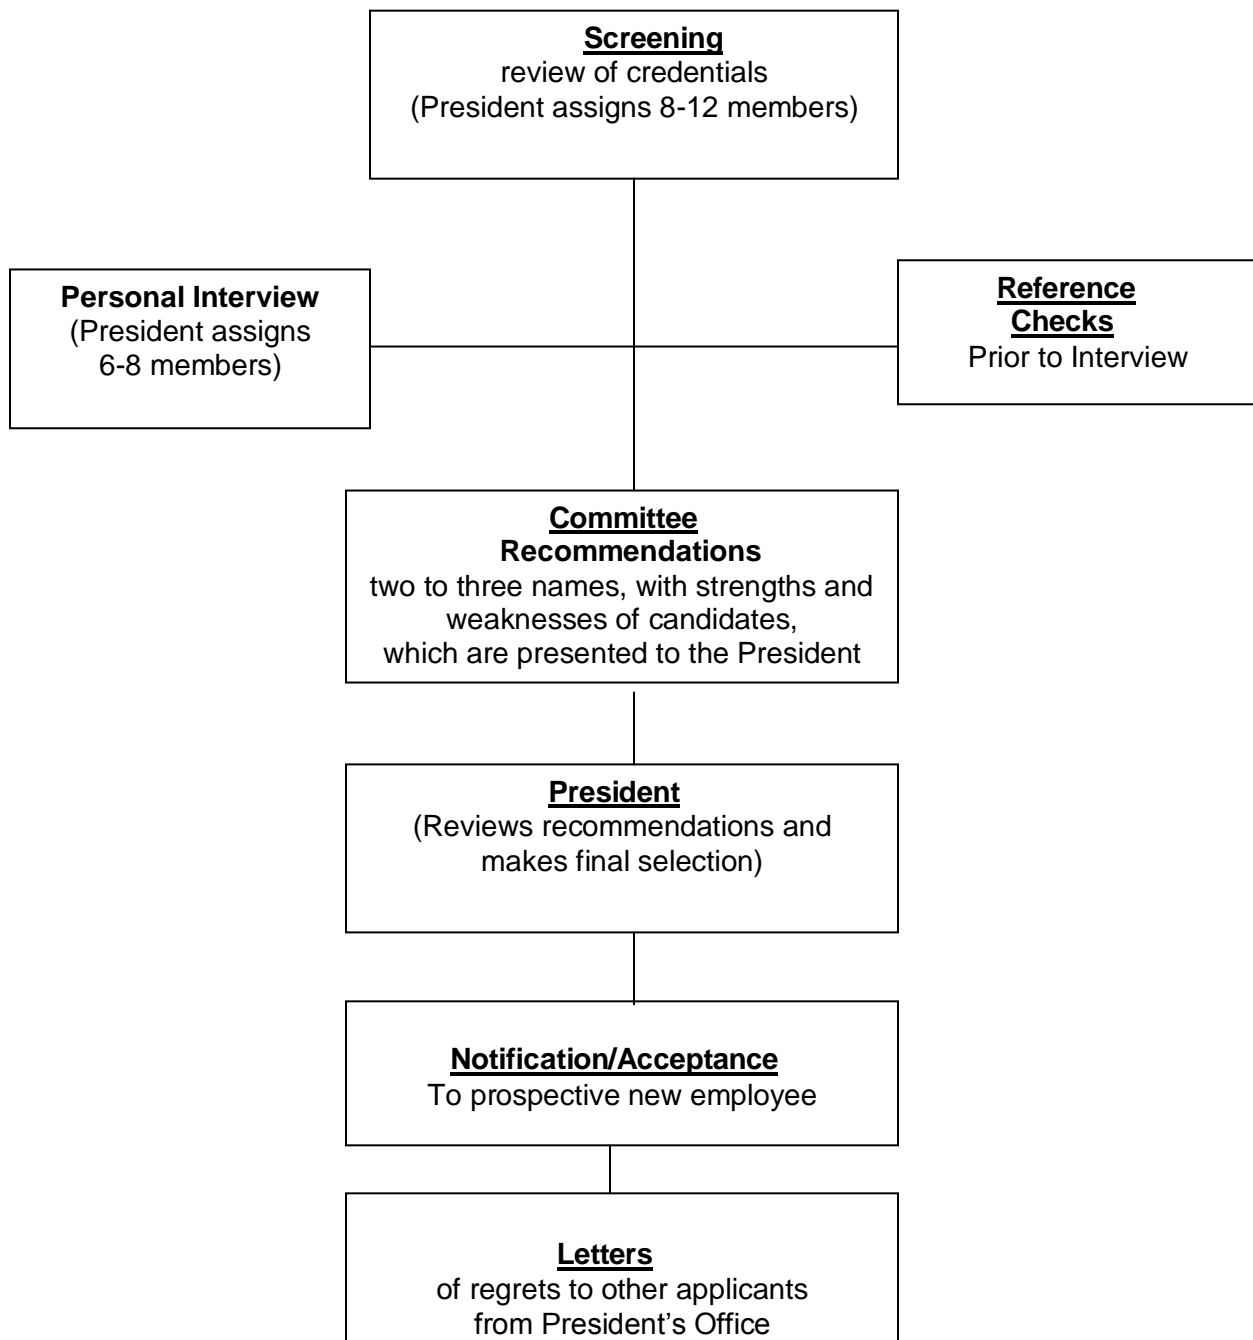 Screening
review of credentials
(President assigns 8-12 members)
Personal Interview
(President assigns
6-8 members)
Reference
Checks
Prior to Interview
Committee
Recommendations
two to three names, with strengths and
weaknesses of candidates,
which are presented to the President
President
(Reviews recommendations and
makes final selection)
Notification/Acceptance
To prospective new employee
Letters
of regrets to other applicants
from President’s Office